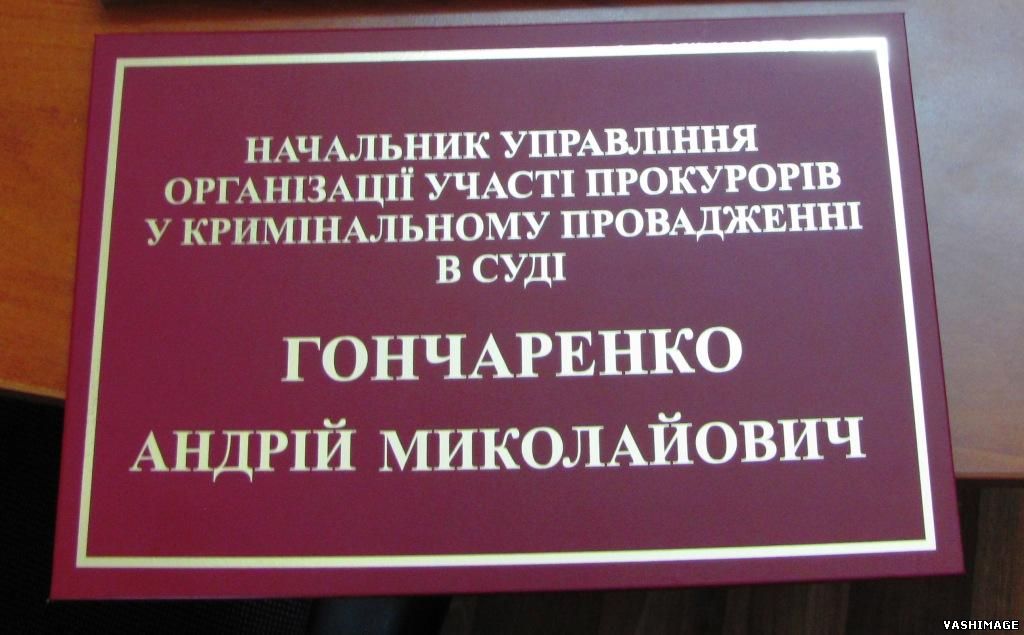 НАЧАЛЬНИК УПРАВЛІННЯ
ОРГАНІЗАЦІЇ УЧАСТІ ПРОКУРОРІВ
У КРИМІНАЛЬНОМУ ПРОВАДЖЕННІ
В СУДІ
ГОНЧАРЕНКО
АНДРІЙ МИКОЛАЙОВИЧ
VASHIMAGE